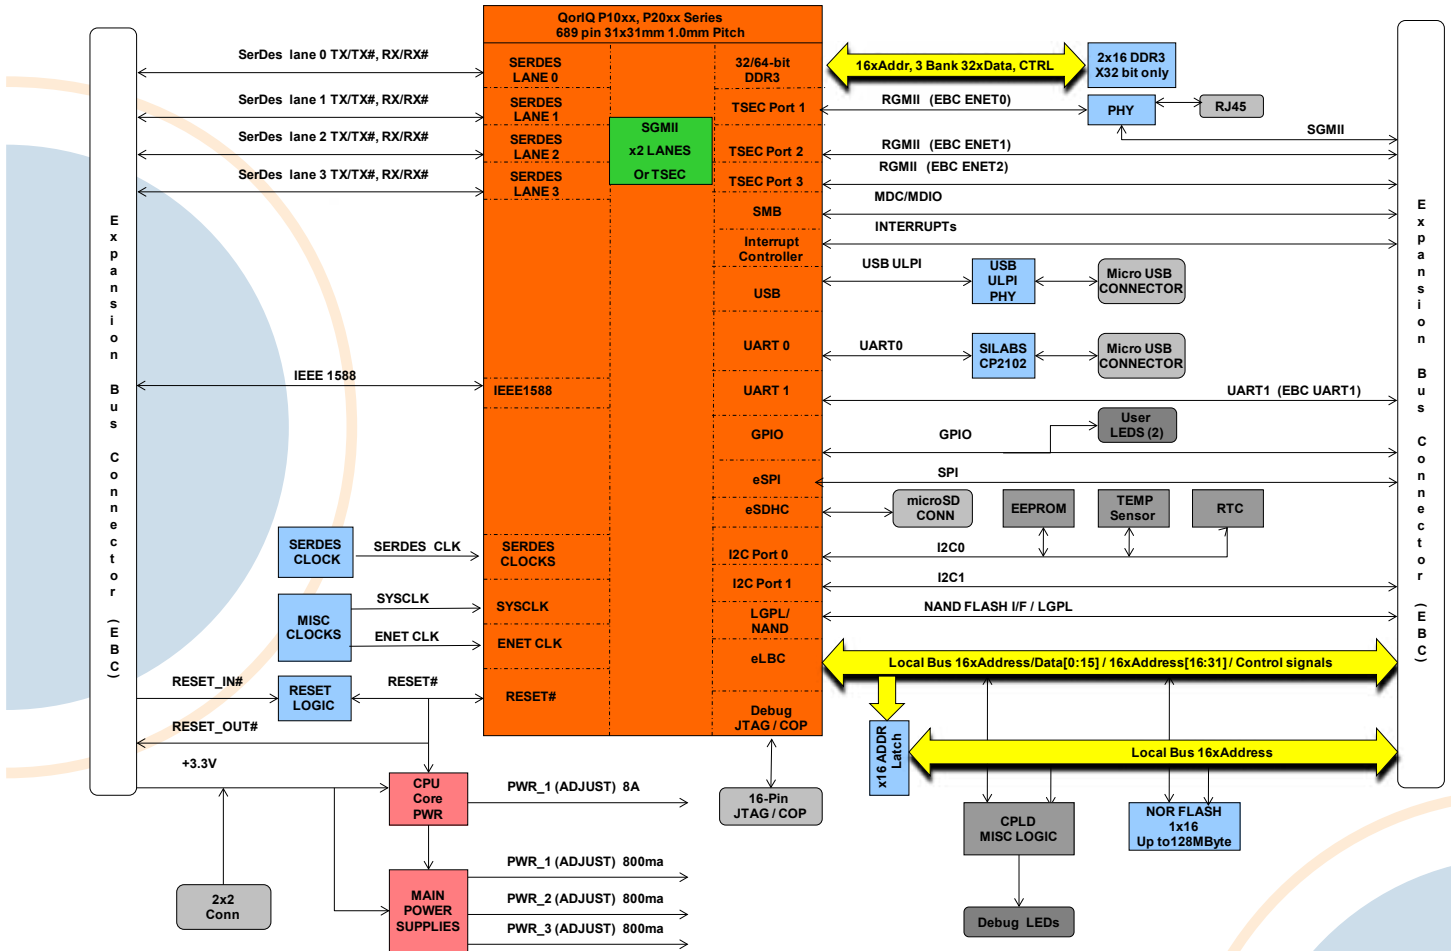 QorIQ P10xx, P20xx Series
689 pin 31x31mm 1.0mm Pitch
Expansion Bus Connector (EBC)
SerDes lane 0 TX/TX#, RX/RX#
SerDes lane 1 TX/TX#, RX/RX#
SerDes lane 2 TX/TX#, RX/RX#
SerDes lane 3 TX/TX#, RX/RX#
IEEE 1588
SERDES
CLOCK
SERDES CLK
MISC
CLOCKS
SYSCLK
ENET CLK
RESET_IN#
RESET
LOGIC
RESET#
RESET_OUT#
+3.3V
2x2
Conn
CPU
Core
PWR
PWR_1 (ADJUST) 8A
MAIN
POWER
SUPPLIES
PWR_1 (ADJUST) 800ma
PWR_2 (ADJUST) 800ma
PWR_3 (ADJUST) 800ma
SERDES
LANE 0
SERDES
LANE 1
SERDES
LANE 2
SERDES
LANE 3
IEEE1588
SERDES
CLOCKS
SYSCLK
ENET CLK
RESET#
SGMII
x2 LANES
Or TSEC
32/64-bit
DDR3
TSEC Port 1
TSEC Port 2
TSEC Port 3
SMB
Interrupt
Controller
USB
UART 0
UART 1
GPIO
eSPI
eSDHC
I2C Port 0
I2C Port 1
LGPL/
NAND
eLBC
Debug
JTAG / COP
16-Pin
JTAG / COP
16xAddr, 3 Bank 32xData, CTRL
2x16 DDR3
X32 bit only
RGMII (EBC ENET0)
PHY
RJ45
SGMII
RGMII (EBC ENET1)
RGMII (EBC ENET2)
MDC/MDIO
INTERRUPTs
USB ULPI
USB
ULPI
PHY
Micro USB
CONNECTOR
UART0
SILABS
CP2102
Micro USB
CONNECTOR
UART1 (EBC UART1)
User
LEDS (2)
GPIO
SPI
microSD
CONN
EEPROM
TEMP
Sensor
RTC
I2C0
I2C1
NAND FLASH I/F / LGPL
Local Bus 16xAddress/Data[0:15] / 16xAddress[16:31] / Control signals
x16 ADDR
Latch
Local Bus 16xAddress
CPLD
MISC LOGIC
NOR FLASH
1x16
Up to128MByte
Debug LEDs
Expansion Bus Connector (EBC)